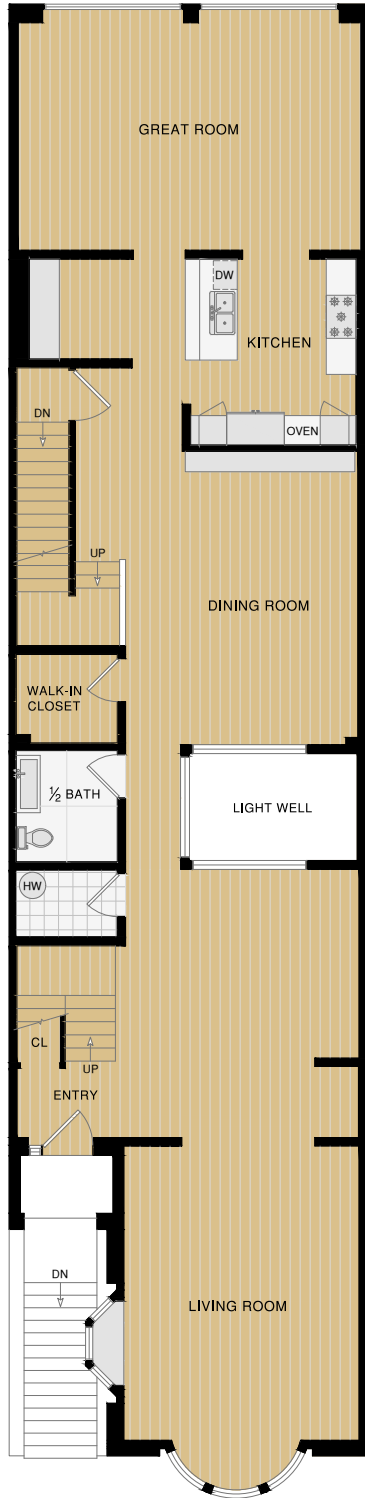 GREAT ROOM
DW
KITCHEN
DN
OVEN
UP
DINING ROOM
WALK-IN
CLOSET
½ BATH
LIGHT WELL
HW
CL
UP
ENTRY
DN
LIVING ROOM